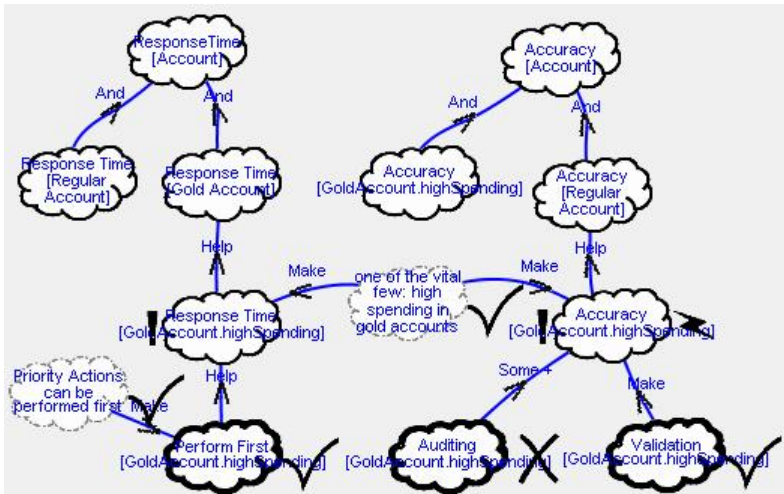 ResponseTime
[Account]
Accuracy
[Account]
And
And
And
And
Response Time
[Regular
Account]
Response Time
[Gold Account]
Accuracy
[GoldAccount.highSpending]
Accuracy
[Regular
Account]
Help
Help
Make
one of the vital
few: high
spending in
gold accounts
Make
!
Response Time
[GoldAccount.highSpending]
!
Accuracy
[GoldAccount.highSpending]
Priority Actions
can be
performed first
Make
Help
Some +
Make
Perform First
[GoldAccount.highSpending]
Auditing
[GoldAccount.highSpending]
Validation
[GoldAccount.highSpending]